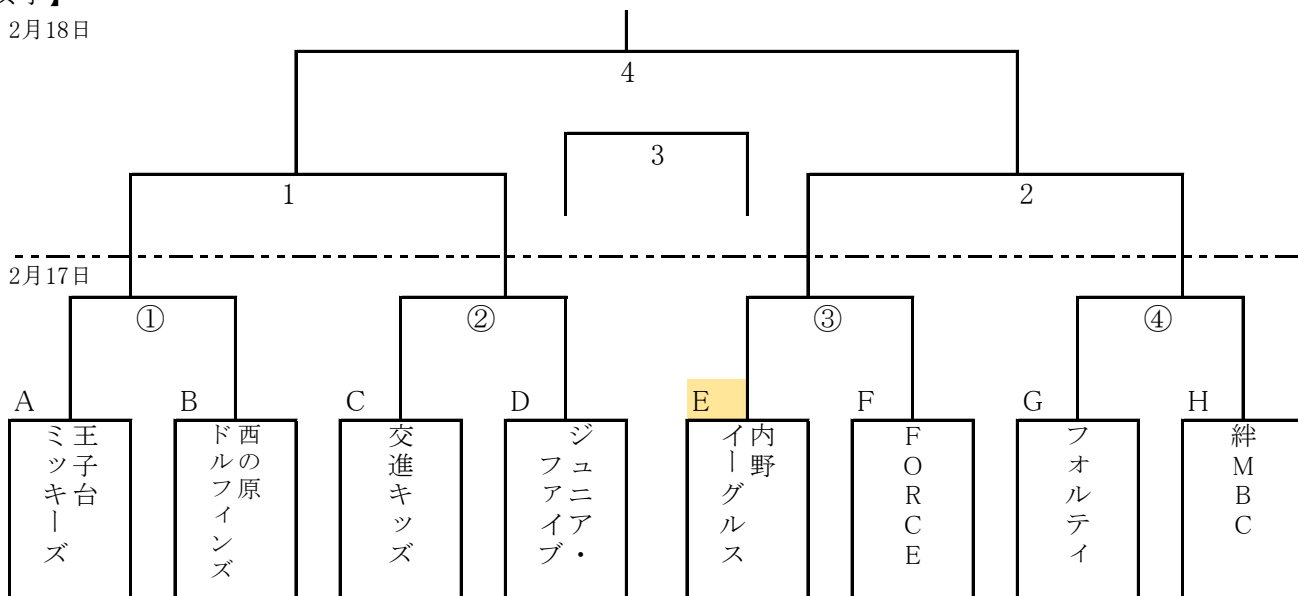 2月18日
4
3
1
2
2月17日
①
②
③
④
A
B
C
D
E
F
G
H
王子台
ミッキーズ
西の原
ドルフィンズ
交進キッズ
ジュニア・
ファイブ
内野
イーグルス
FORCE
フォルティ
絆MBC